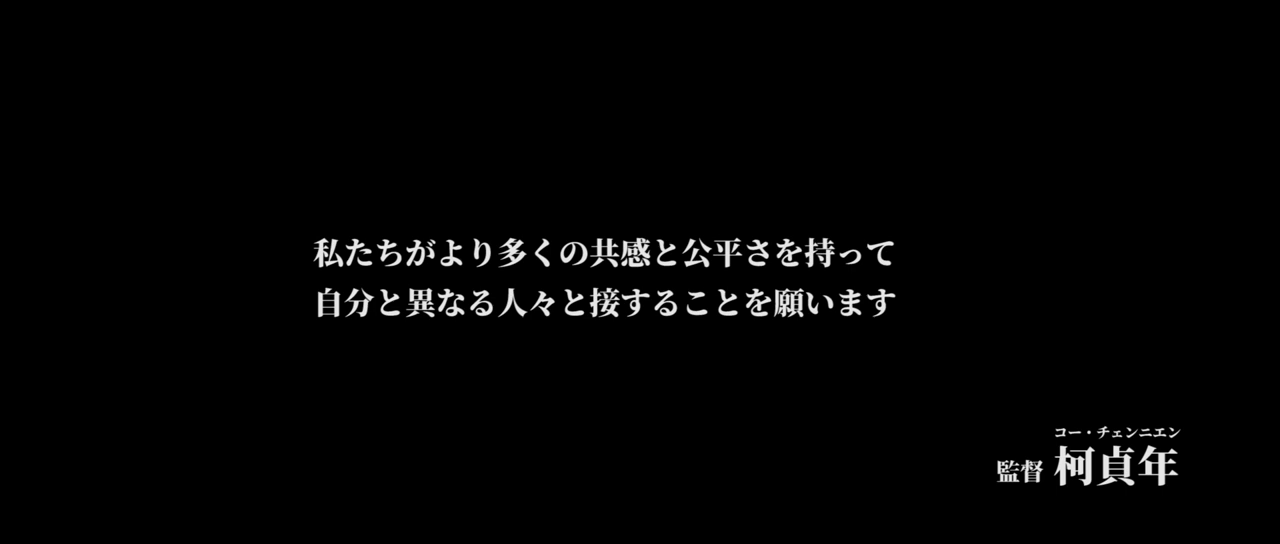 私たちがより多くの共感と公平さを持って
自分と異なる人々と接することを願います
コー・チェンニエン
監督 柯貞年